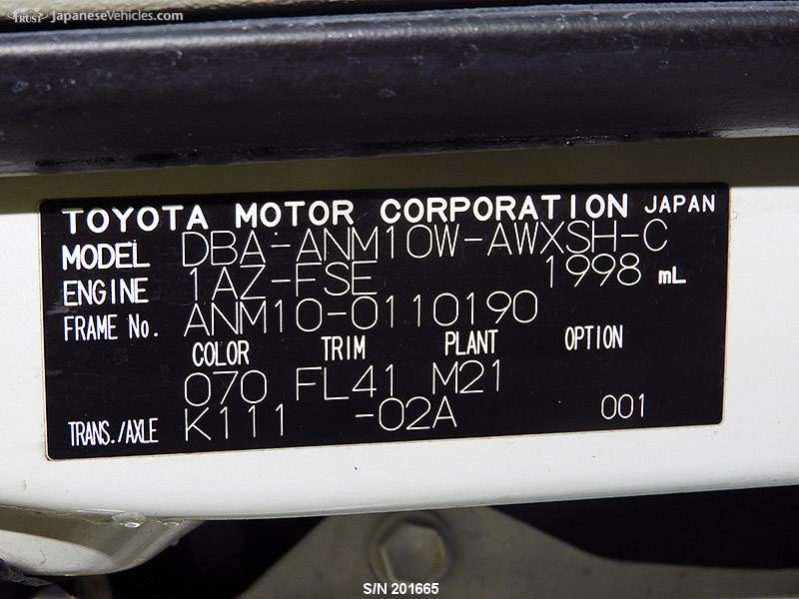 TRUST JapaneseVehicles.com
TOYOTA MOTOR CORPORATION JAPAN
MODEL DBA-ANM10W-AWXSH-C
ENGINE 1AZ-FSE 1998 mL
FRAME No. ANM10-0110190
COLOR TRIM PLANT OPTION
070 FL41 M21
TRANS./AXLE K111 -02A 001
S/N 201665